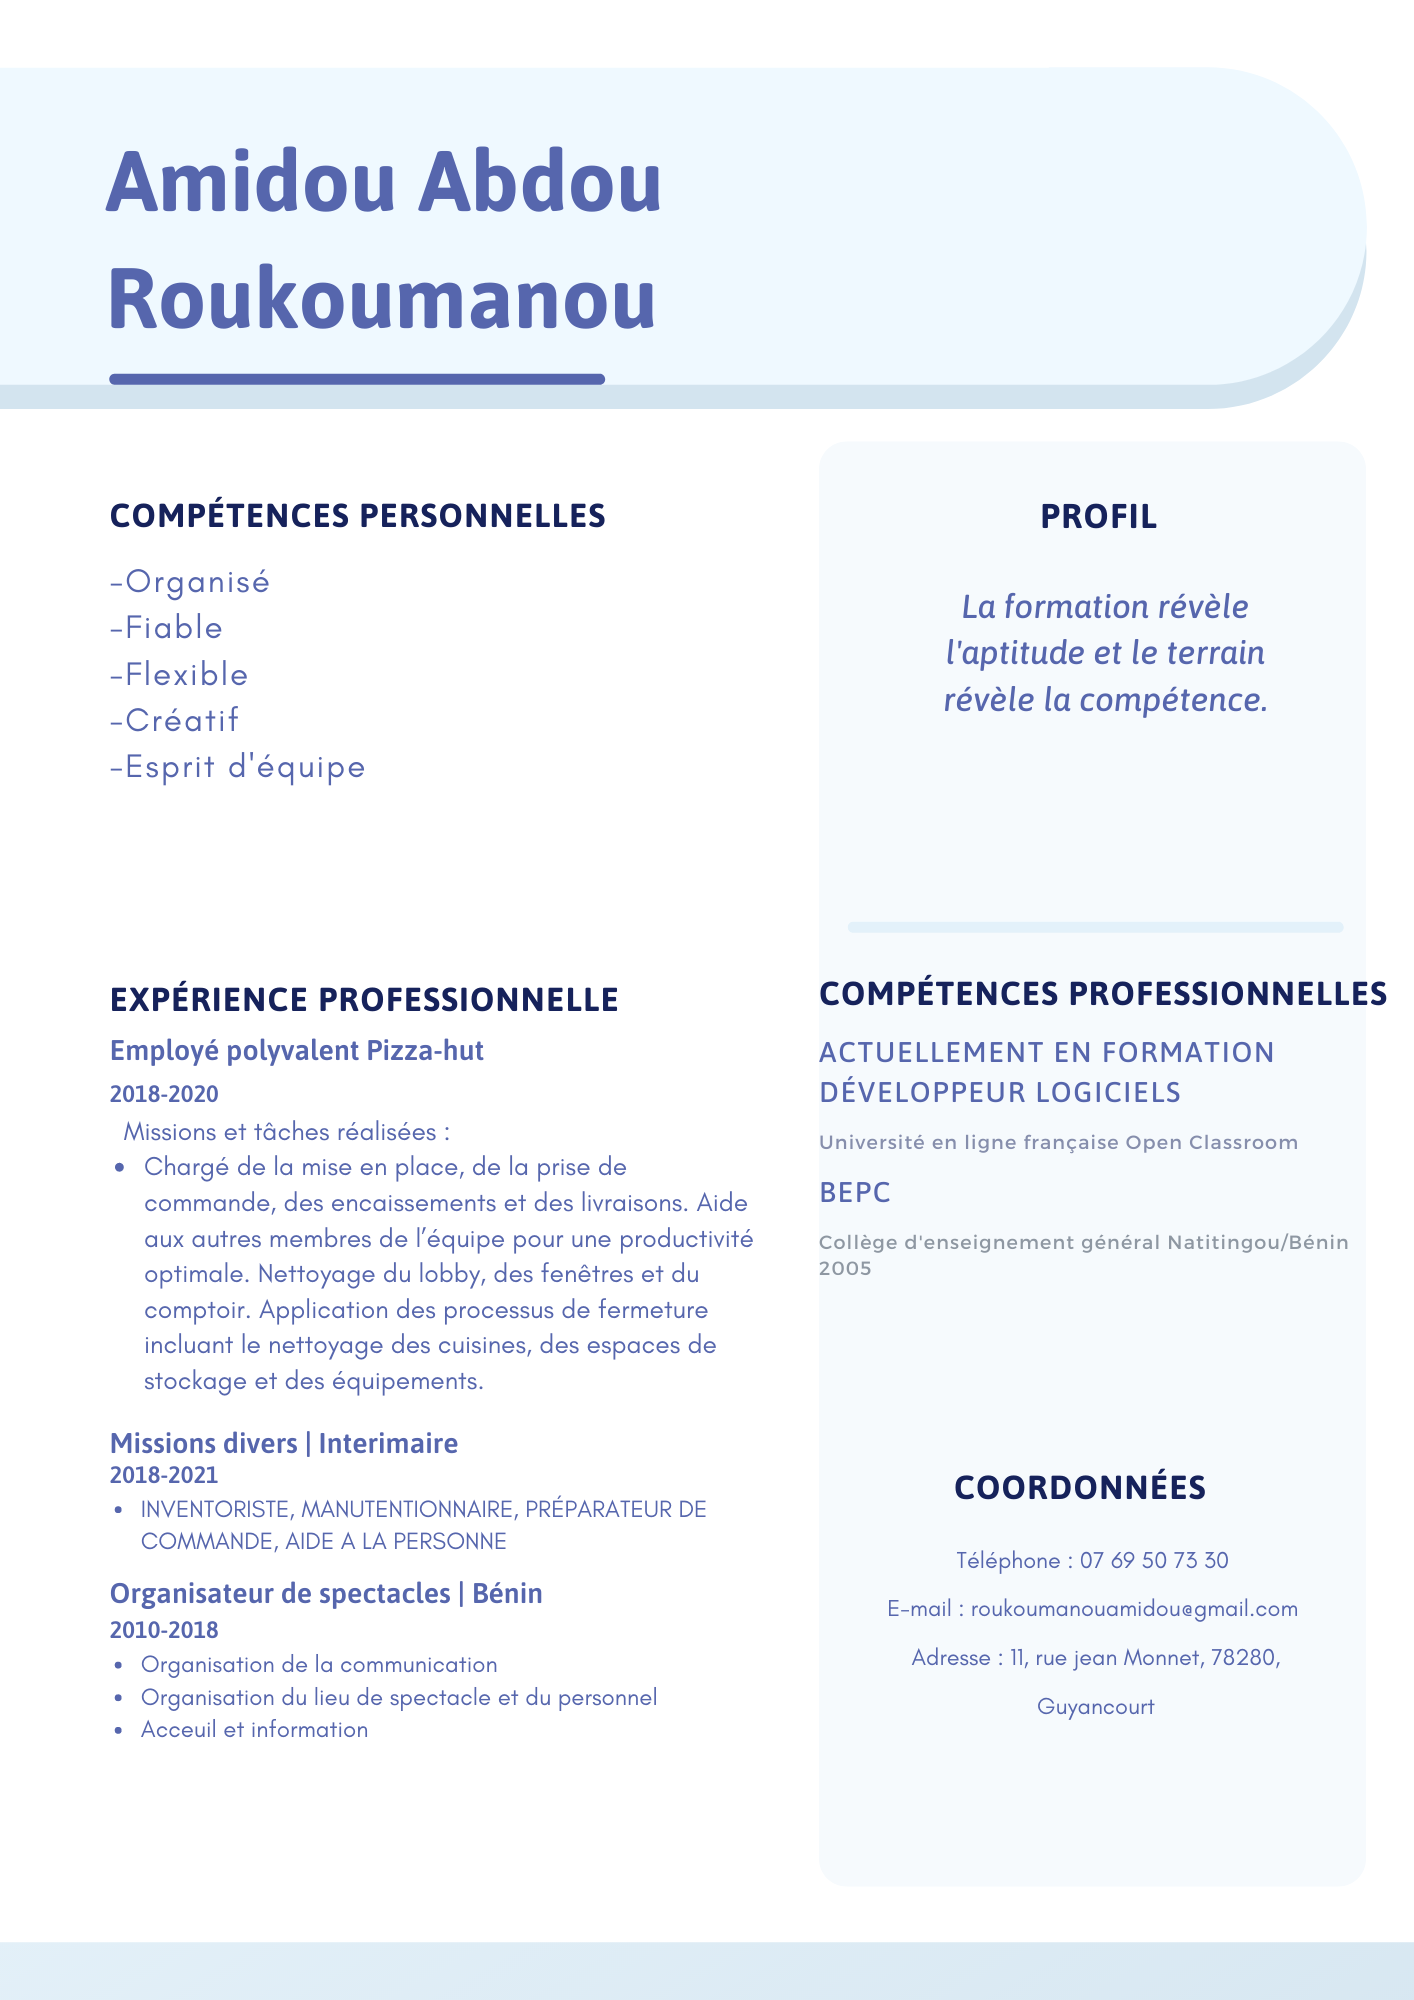 Amidou Abdou
Roukoumanou
COMPÉTENCES PERSONNELLES
-Organisé
-Fiable
-Flexible
-Créatif
-Esprit d'équipe
EXPÉRIENCE PROFESSIONNELLE
Employé polyvalent Pizza-hut
2018-2020
Missions et tâches réalisées :
• Chargé de la mise en place, de la prise de
commande, des encaissements et des livraisons. Aide
aux autres membres de l’équipe pour une productivité
optimale. Nettoyage du lobby, des fenêtres et du
comptoir. Application des processus de fermeture
incluant le nettoyage des cuisines, des espaces de
stockage et des équipements.
Missions divers | Interimaire
2018-2021
• INVENTORISTE, MANUTENTIONNAIRE, PRÉPARATEUR DE
COMMANDE, AIDE A LA PERSONNE
Organisateur de spectacles | Bénin
2010-2018
• Organisation de la communication
• Organisation du lieu de spectacle et du personnel
• Acceuil et information
PROFIL
La formation révèle
l'aptitude et le terrain
révèle la compétence.
COMPÉTENCES PROFESSIONNELLES
ACTUELLEMENT EN FORMATION
DÉVELOPPEUR LOGICIELS
Université en ligne française Open Classroom
BEPC
Collège d'enseignement général Natitingou/Bénin
2005
COORDONNÉES
Téléphone : 07 69 50 73 30
E-mail : roukoumanouamidou@gmail.com
Adresse : 11, rue jean Monnet, 78280,
Guyancourt